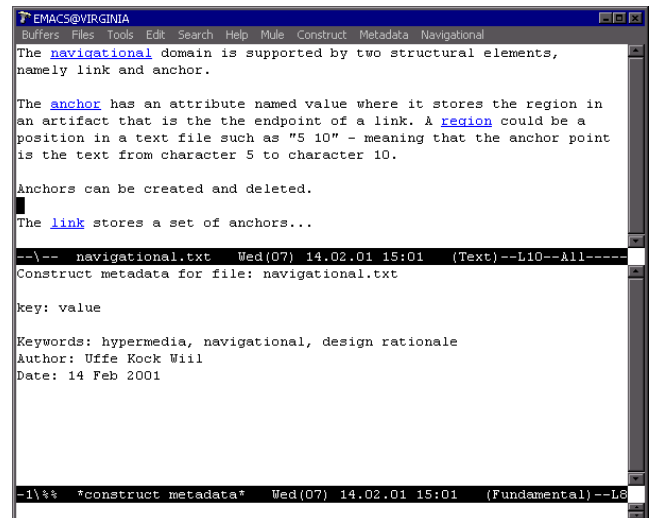 EMACS@VIRGINIA
Buffers Files Tools Edit Search Help Mule Construct Metadata Navigational
The navigational domain is supported by two structural elements,
namely link and anchor.
The anchor has an attribute named value where it stores the region in
an artifact that is the the endpoint of a link. A region could be a
position in a text file such as "5 10" - meaning that the anchor point
is the text from character 5 to character 10.
Anchors can be created and deleted.
The link stores a set of anchors...
--\-- navigational.txt Wed(07) 14.02.01 15:01 (Text)--L10--All-----
Construct metadata for file: navigational.txt
key: value
Keywords: hypermedia, navigational, design rationale
Author: Uffe Kock Wiil
Date: 14 Feb 2001
-1\%% *construct metadata* Wed(07) 14.02.01 15:01 (Fundamental)--L8